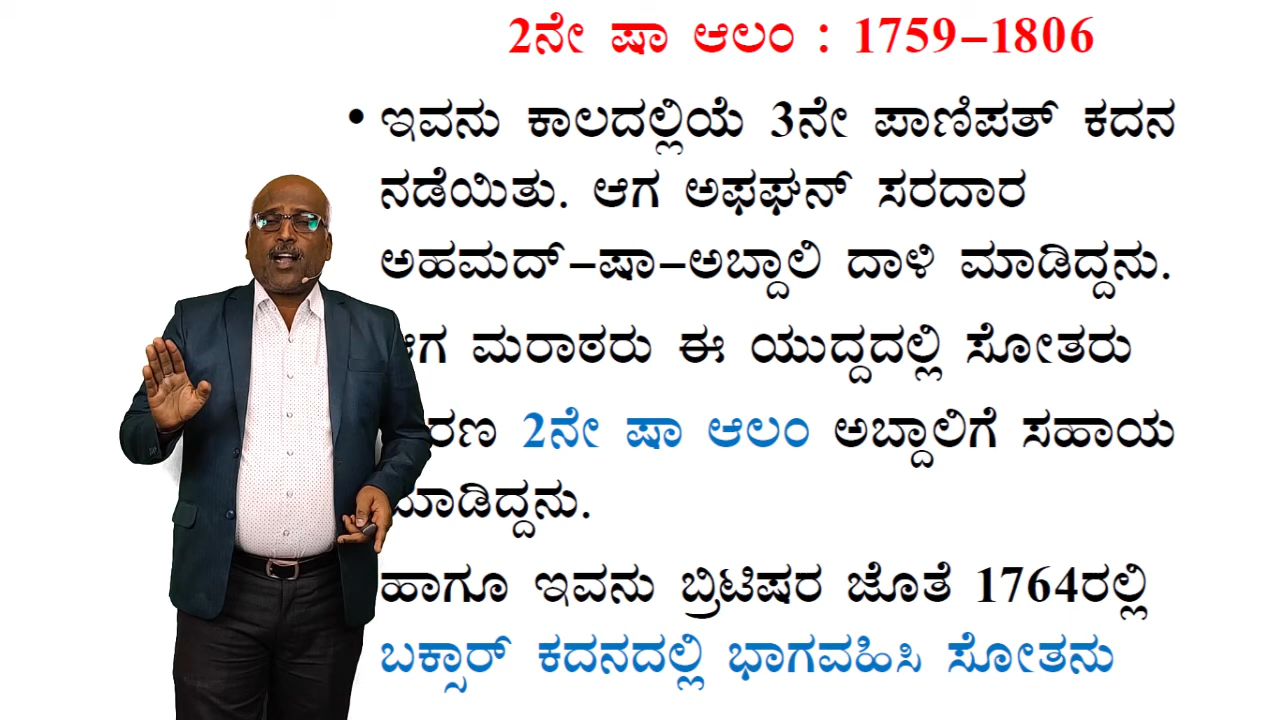 2ನೇ ಷಾ ಆಲಂ : 1759–1806
• ಇವನು ಕಾಲದಲ್ಲಿಯೆ 3ನೇ ಪಾಣಿಪತ್ ಕದನ
ನಡೆಯಿತು. ಆಗ ಅಫಘನ್ ಸರದಾರ
ಅಹಮದ್–ಷಾ–ಅಬ್ದಾಲಿ ದಾಳಿ ಮಾಡಿದ್ದನು.
ಮರಾಠರು ಈ ಯುದ್ದದಲ್ಲಿ ಸೋತರು
2ನೇ ಷಾ ಆಲಂ ಅಬ್ದಾಲಿಗೆ ಸಹಾಯ
ಮಾಡಿದ್ದನು.
ಹಾಗೂ ಇವನು ಬ್ರಿಟಿಷರ ಜೊತೆ 1764ರಲ್ಲಿ
ಬಕ್ಸಾರ್ ಕದನದಲ್ಲಿ ಭಾಗವಹಿಸಿ ಸೋತನು